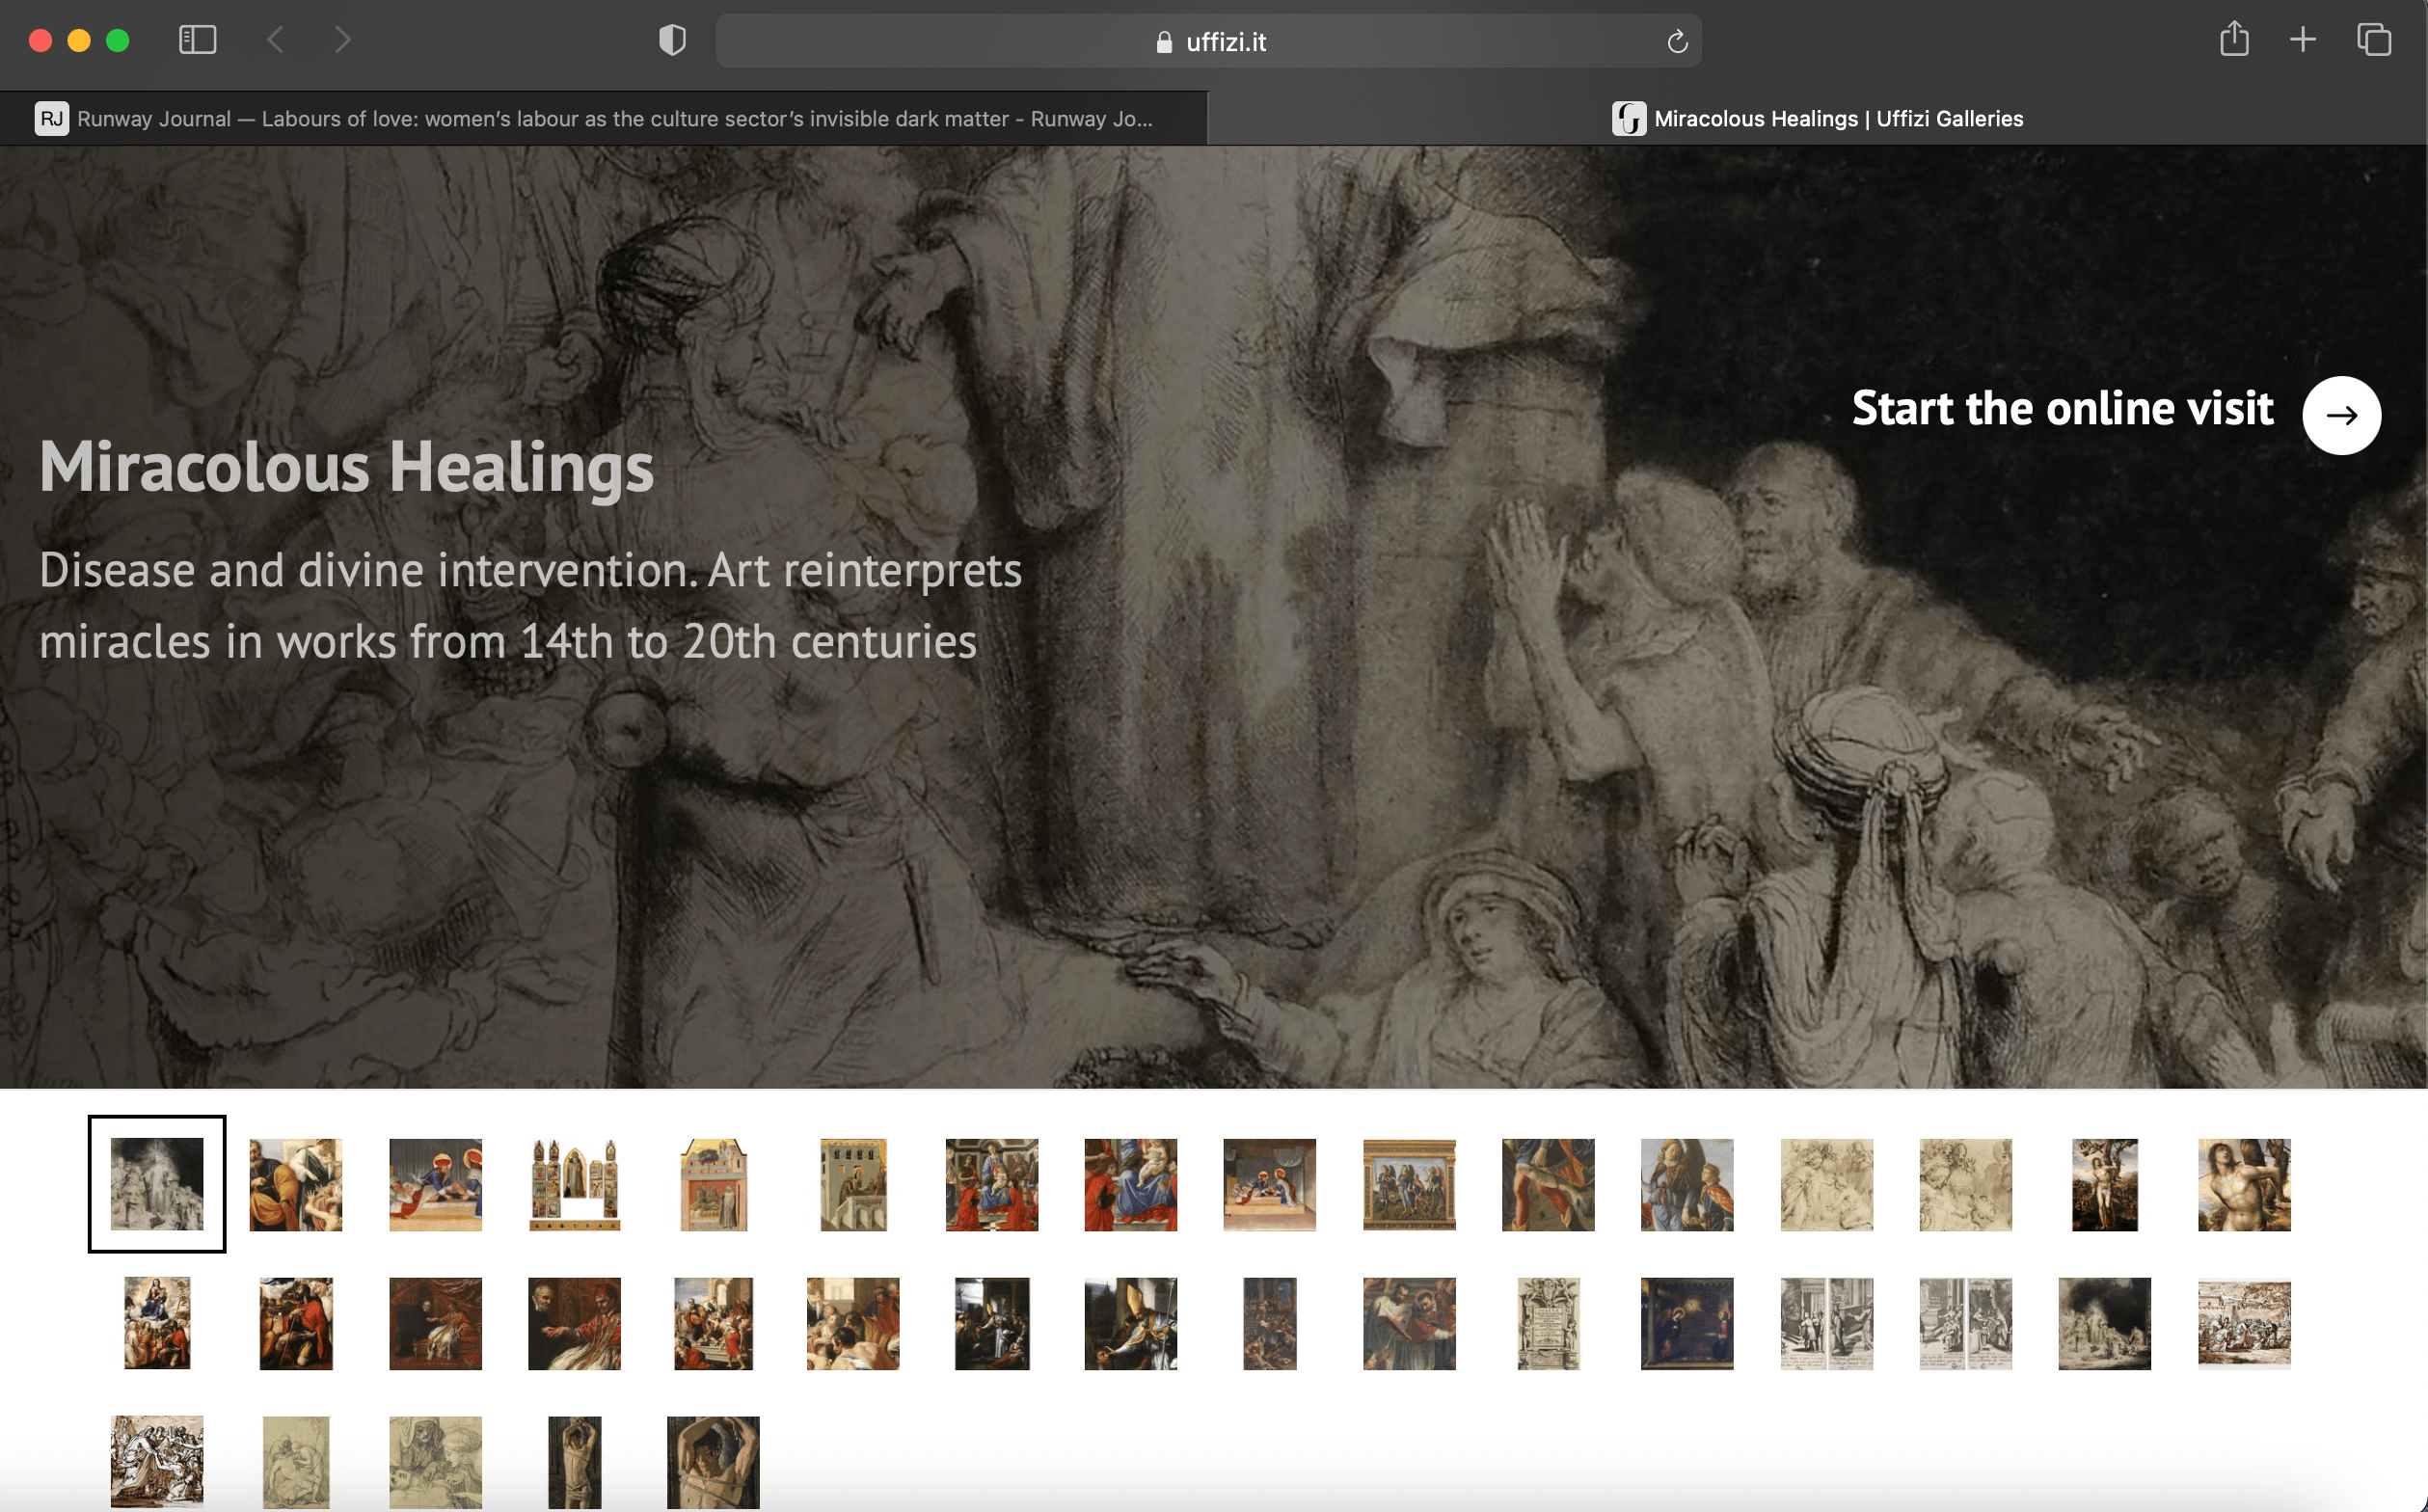 uffizi.it
RJ Runway Journal — Labours of love: women's labour as the culture sector's invisible dark matter - Runway Jo...
Miracolous Healings | Uffizi Galleries
Start the online visit
Miracolous Healings
Disease and divine intervention. Art reinterprets
miracles in works from 14th to 20th centuries